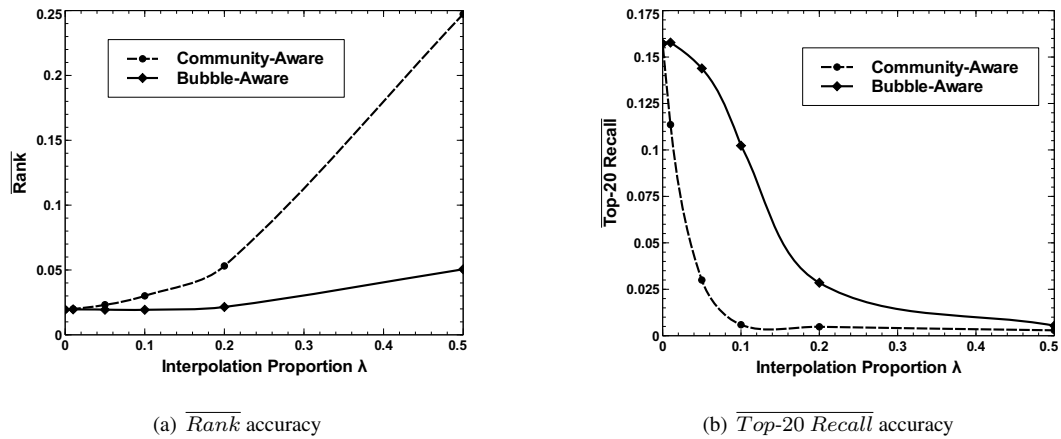 0.25
0.2
0.15
0.1
0.05
0
Rank
Community-Aware
Bubble-Aware
0 0.1 0.2 0.3 0.4 0.5
Interpolation Proportion λ
(a) Rank accuracy
0.175
0.15
0.125
0.1
0.075
0.05
0.025
0
Top-20 Recall
Community-Aware
Bubble-Aware
0 0.1 0.2 0.3 0.4 0.5
Interpolation Proportion λ
(b) Top-20 Recall accuracy